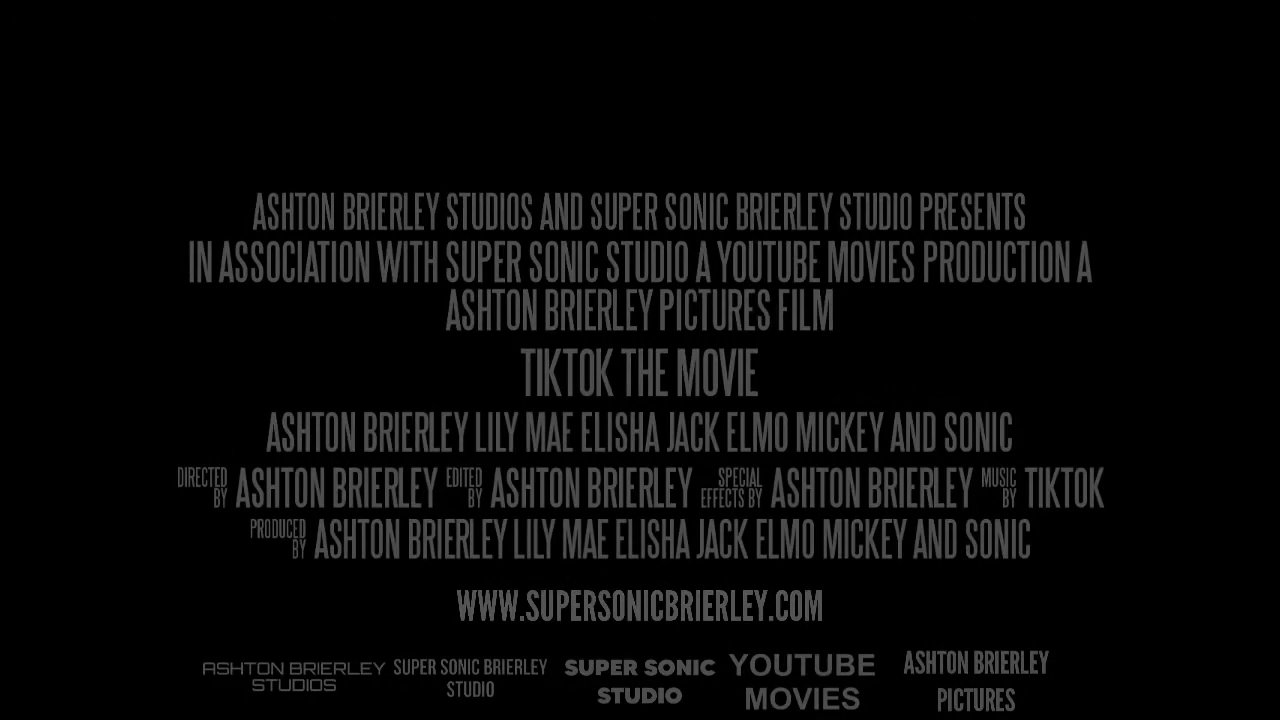 ASHTON BRIERLEY STUDIOS AND SUPER SONIC BRIERLEY STUDIO PRESENTS
IN ASSOCIATION WITH SUPER SONIC STUDIO A YOUTUBE MOVIES PRODUCTION A
ASHTON BRIERLEY PICTURES FILM
TIKTOK THE MOVIE
ASHTON BRIERLEY LILY MAE ELISHA JACK ELMO MICKEY AND SONIC
DIRECTED BY ASHTON BRIERLEY EDITED BY ASHTON BRIERLEY SPECIAL EFFECTS BY ASHTON BRIERLEY MUSIC BY TIKTOK
PRODUCED BY ASHTON BRIERLEY LILY MAE ELISHA JACK ELMO MICKEY AND SONIC
WWW.SUPERSONICBRIERLEY.COM
ASHTON BRIERLEY STUDIOS
SUPER SONIC BRIERLEY STUDIO
SUPER SONIC STUDIO
YOUTUBE MOVIES
ASHTON BRIERLEY PICTURES